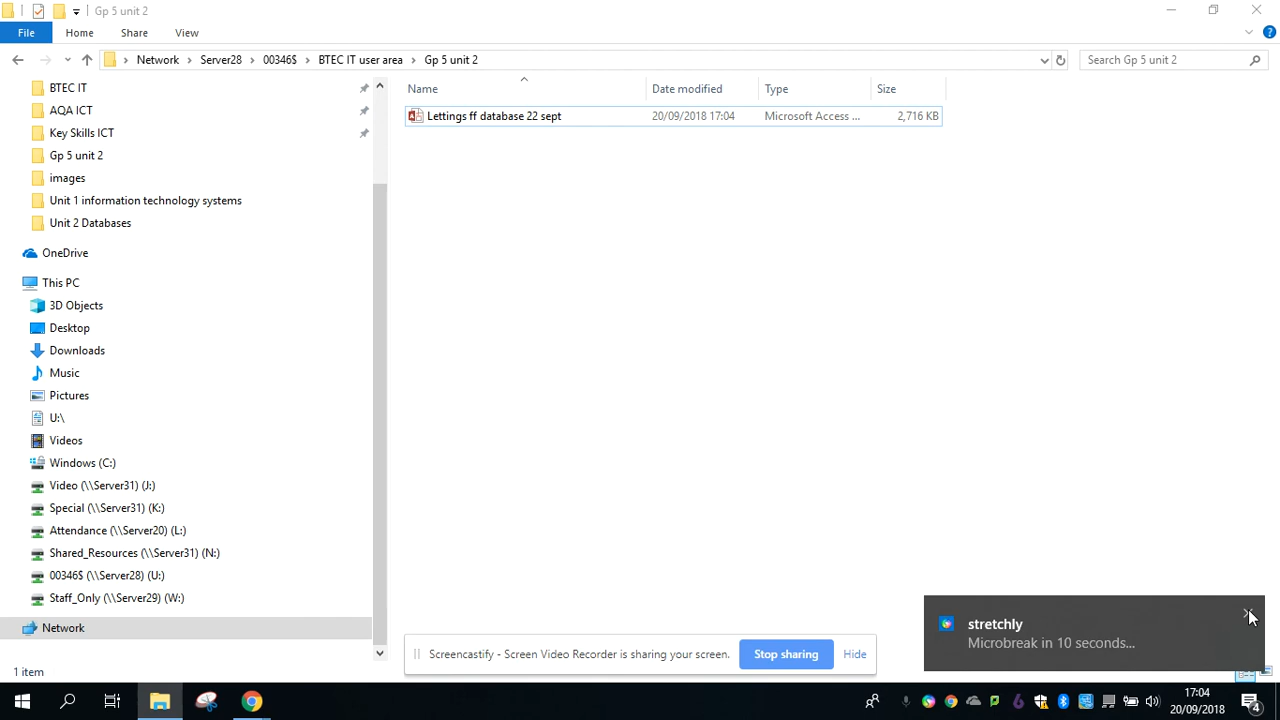 Gp 5 unit 2
File Home Share View
Network Server28 00346$ BTEC IT user area Gp 5 unit 2
Search Gp 5 unit 2
BTEC IT
AQA ICT
Key Skills ICT
Gp 5 unit 2
images
Unit 1 information technology systems
Unit 2 Databases
OneDrive
This PC
3D Objects
Desktop
Downloads
Music
Pictures
U:\
Videos
Windows (C:)
Video (\\Server31) (J:)
Special (\\Server31) (K:)
Attendance (\\Server20) (L:)
Shared_Resources (\\Server31) (N:)
00346$ (\\Server28) (U:)
Staff_Only (\\Server29) (W:)
Network
1 item
Name Date modified Type Size
Lettings ff database 22 sept 20/09/2018 17:04 Microsoft Access ... 2,716 KB
stretchly
Microbreak in 10 seconds...
Screencastify - Screen Video Recorder is sharing your screen. Stop sharing Hide
17:04
20/09/2018
4